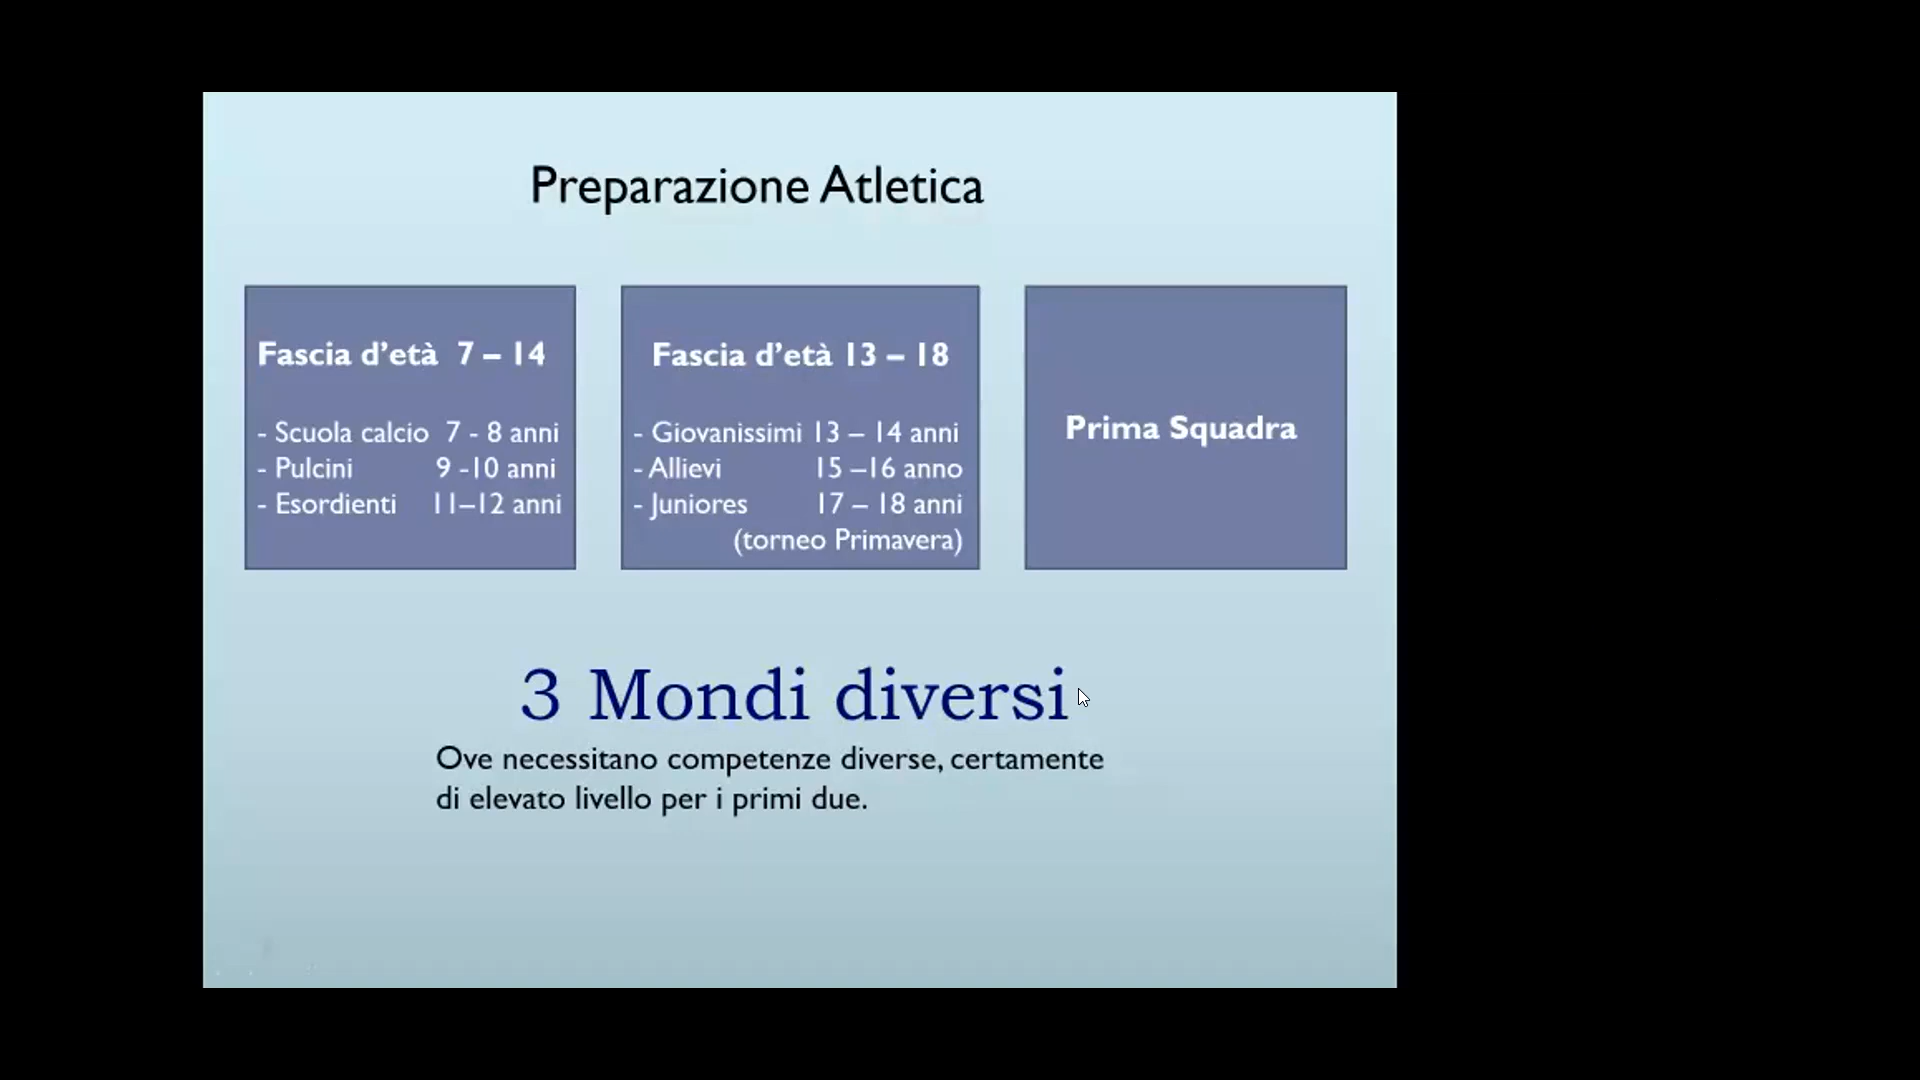 Preparazione Atletica
Fascia d’età 7 – 14
- Scuola calcio 7 - 8 anni
- Pulcini 9 -10 anni
- Esordienti 11–12 anni
Fascia d’età 13 – 18
- Giovanissimi 13 – 14 anni
- Allievi 15 –16 anno
- Juniores 17 – 18 anni
(torneo Primavera)
Prima Squadra
3 Mondi diversi
Ove necessitano competenze diverse, certamente
di elevato livello per i primi due.